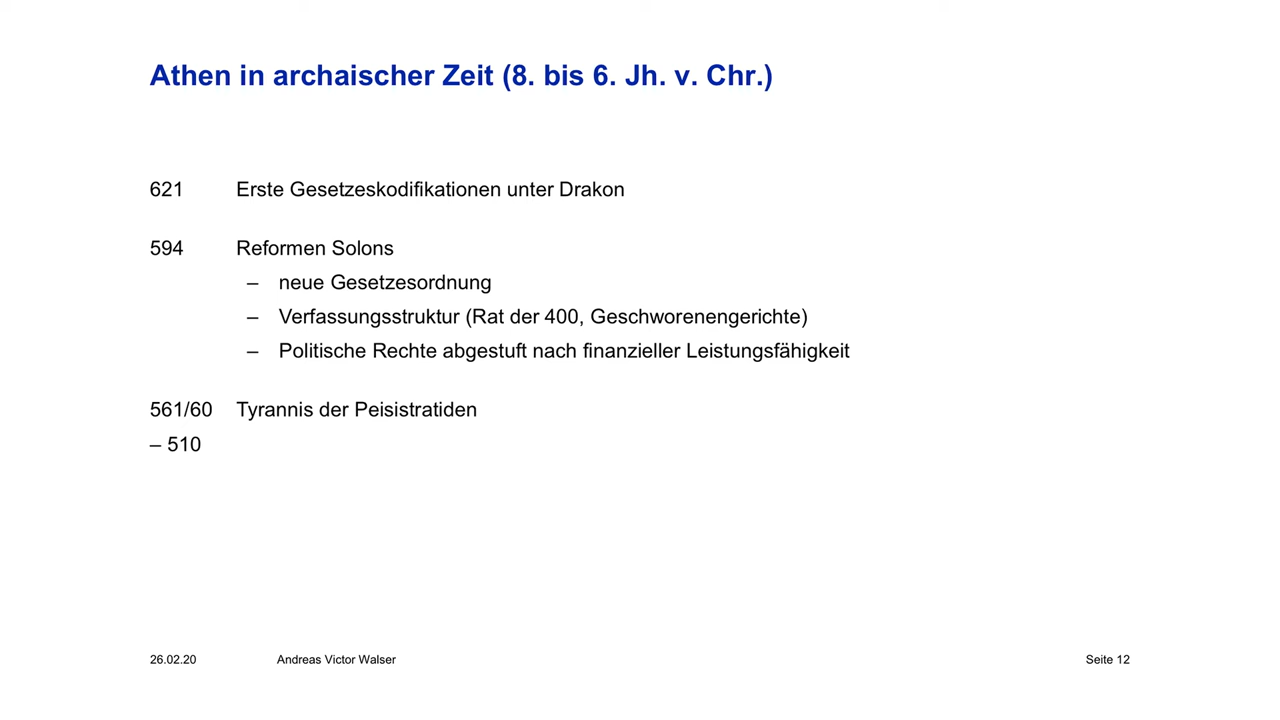 Athen in archaischer Zeit (8. bis 6. Jh. v. Chr.)
621 Erste Gesetzeskodifikationen unter Drakon
594 Reformen Solons
– neue Gesetzesordnung
– Verfassungsstruktur (Rat der 400, Geschworenengerichte)
– Politische Rechte abgestuft nach finanzieller Leistungsfähigkeit
561/60 Tyrannis der Peisistratiden
– 510
26.02.20 Andreas Victor Walser Seite 12